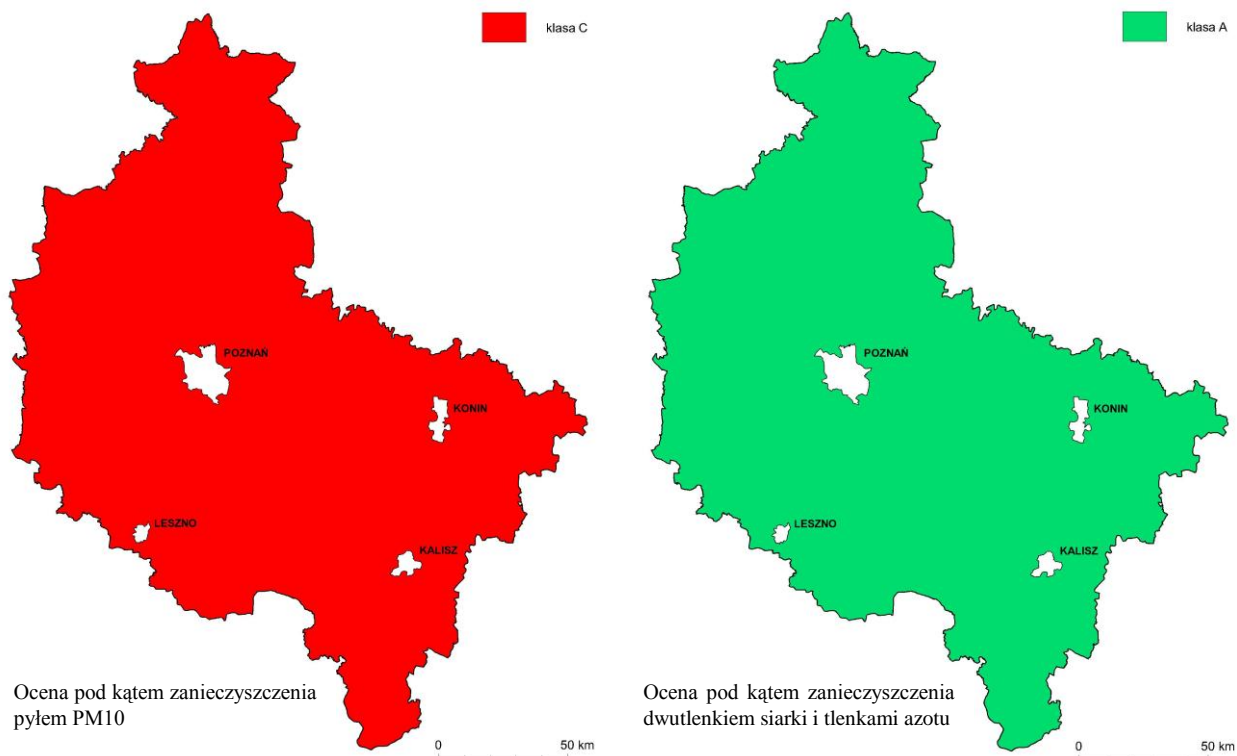 klasa C
POZNAŃ
KONIN
LESZNO
KALISZ
Ocena pod kątem zanieczyszczenia
pyłem PM10
0 50 km
klasa A
POZNAŃ
KONIN
LESZNO
KALISZ
Ocena pod kątem zanieczyszczenia
dwutlenkiem siarki i tlenkami azotu
0 50 km